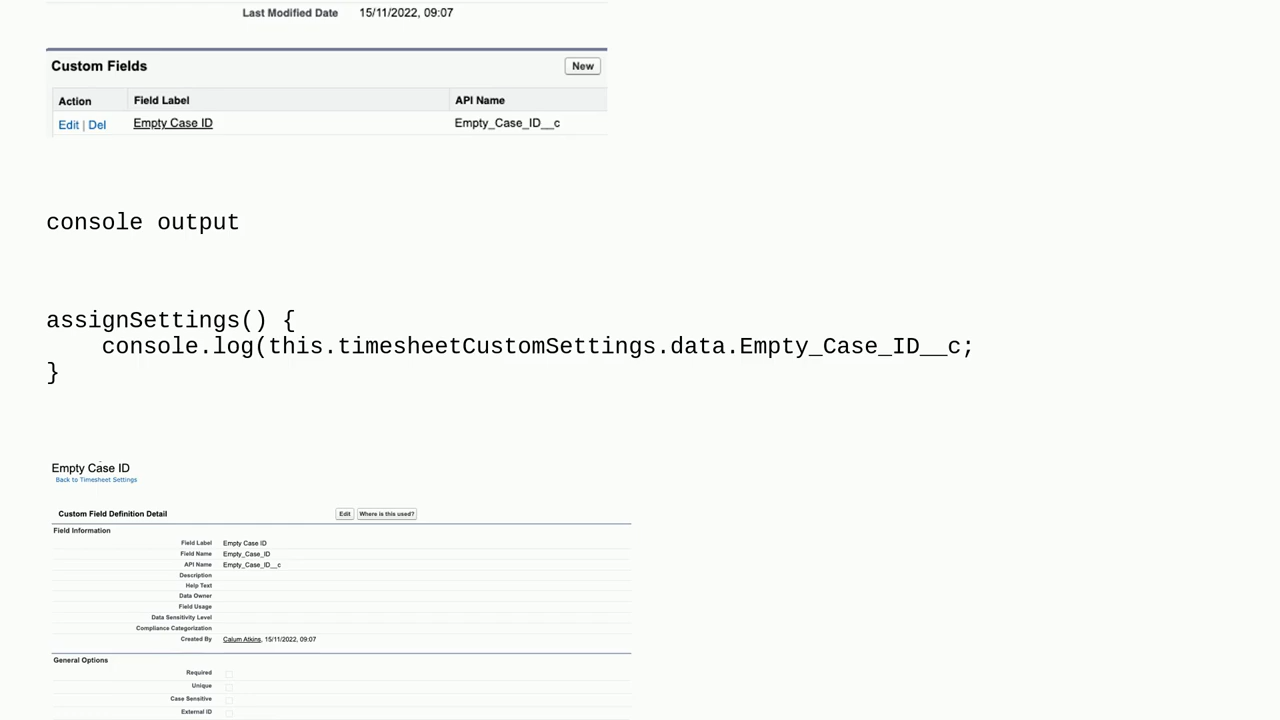 Last Modified Date 15/11/2022, 09:07
Custom Fields New
Action Field Label API Name
Edit | Del Empty Case ID Empty_Case_ID__c
console output
assignSettings() {
    console.log(this.timesheetCustomSettings.data.Empty_Case_ID__c;
}
Empty Case ID
Back to Timesheet Settings
Custom Field Definition Detail Edit Where is this used?
Field Information
Field Label Empty Case ID
Field Name Empty_Case_ID
API Name Empty_Case_ID__c
Description
Help Text
Data Owner
Field Usage
Data Sensitivity Level
Compliance Categorization
Created By Calum Atkins, 15/11/2022, 09:07
General Options
Required
Unique
Case Sensitive
External ID